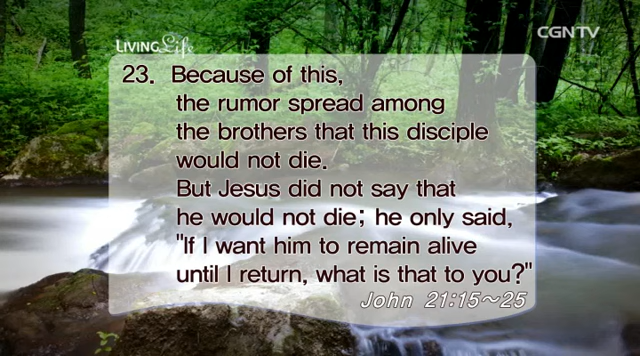 LIVING Life
CGNTV
23. Because of this,
the rumor spread among
the brothers that this disciple
would not die.
But Jesus did not say that
he would not die; he only said,
"If I want him to remain alive
until I return, what is that to you?"
John 21:15~25